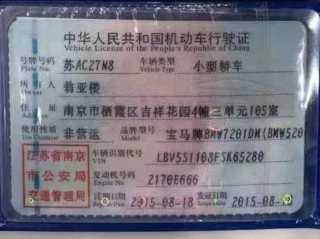 中华人民共和国机动车行驶证
Vehicle License of the People's Republic of China
号牌号码 苏AC27N8 车辆类型 小型轿车
Plate No. Vehicle Type
所有人 翁亚楼
Owner
住址 南京市栖霞区吉祥花园4幢三单元105室
使用性质 非营运 品牌型号 宝马牌BMW7201DM(BMW520
江苏省南京市公安局交通管理局
车辆识别代号 LBV5S1108FSK65280
VIN
发动机号码 2170E666
Engine No.
注册日期 2015-08-18 发证日期 2015-08-18
Register Date Issue Date